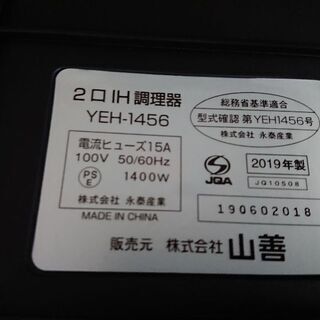 2口IH調理器
YEH-1456
総務省基準適合
型式確認 第YEH1456号
株式会社 永泰産業
電流ヒューズ15A
100V 50/60Hz
1400W
PS
E
株式会社 永泰産業
MADE IN CHINA
JQA
2019年製
JQ10508
190602018
販売元 株式会社 山善